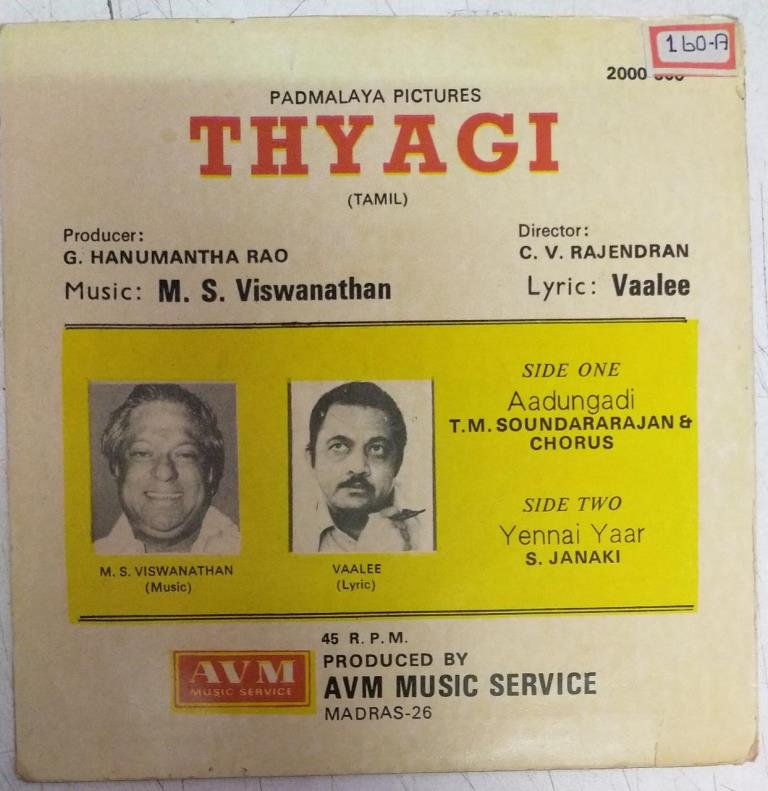 160-A
2000
PADMALAYA PICTURES
THYAGI
(TAMIL)
Producer:
G. HANUMANTHA RAO
Director:
C. V. RAJENDRAN
Music: M. S. Viswanathan
Lyric: Vaalee
SIDE ONE
Aadungadi
T.M. SOUNDARARAJAN &
CHORUS
SIDE TWO
Yennai Yaar
S. JANAKI
M. S. VISWANATHAN
(Music)
VAALEE
(Lyric)
45 R. P. M.
AVM
MUSIC SERVICE
PRODUCED BY
AVM MUSIC SERVICE
MADRAS-26